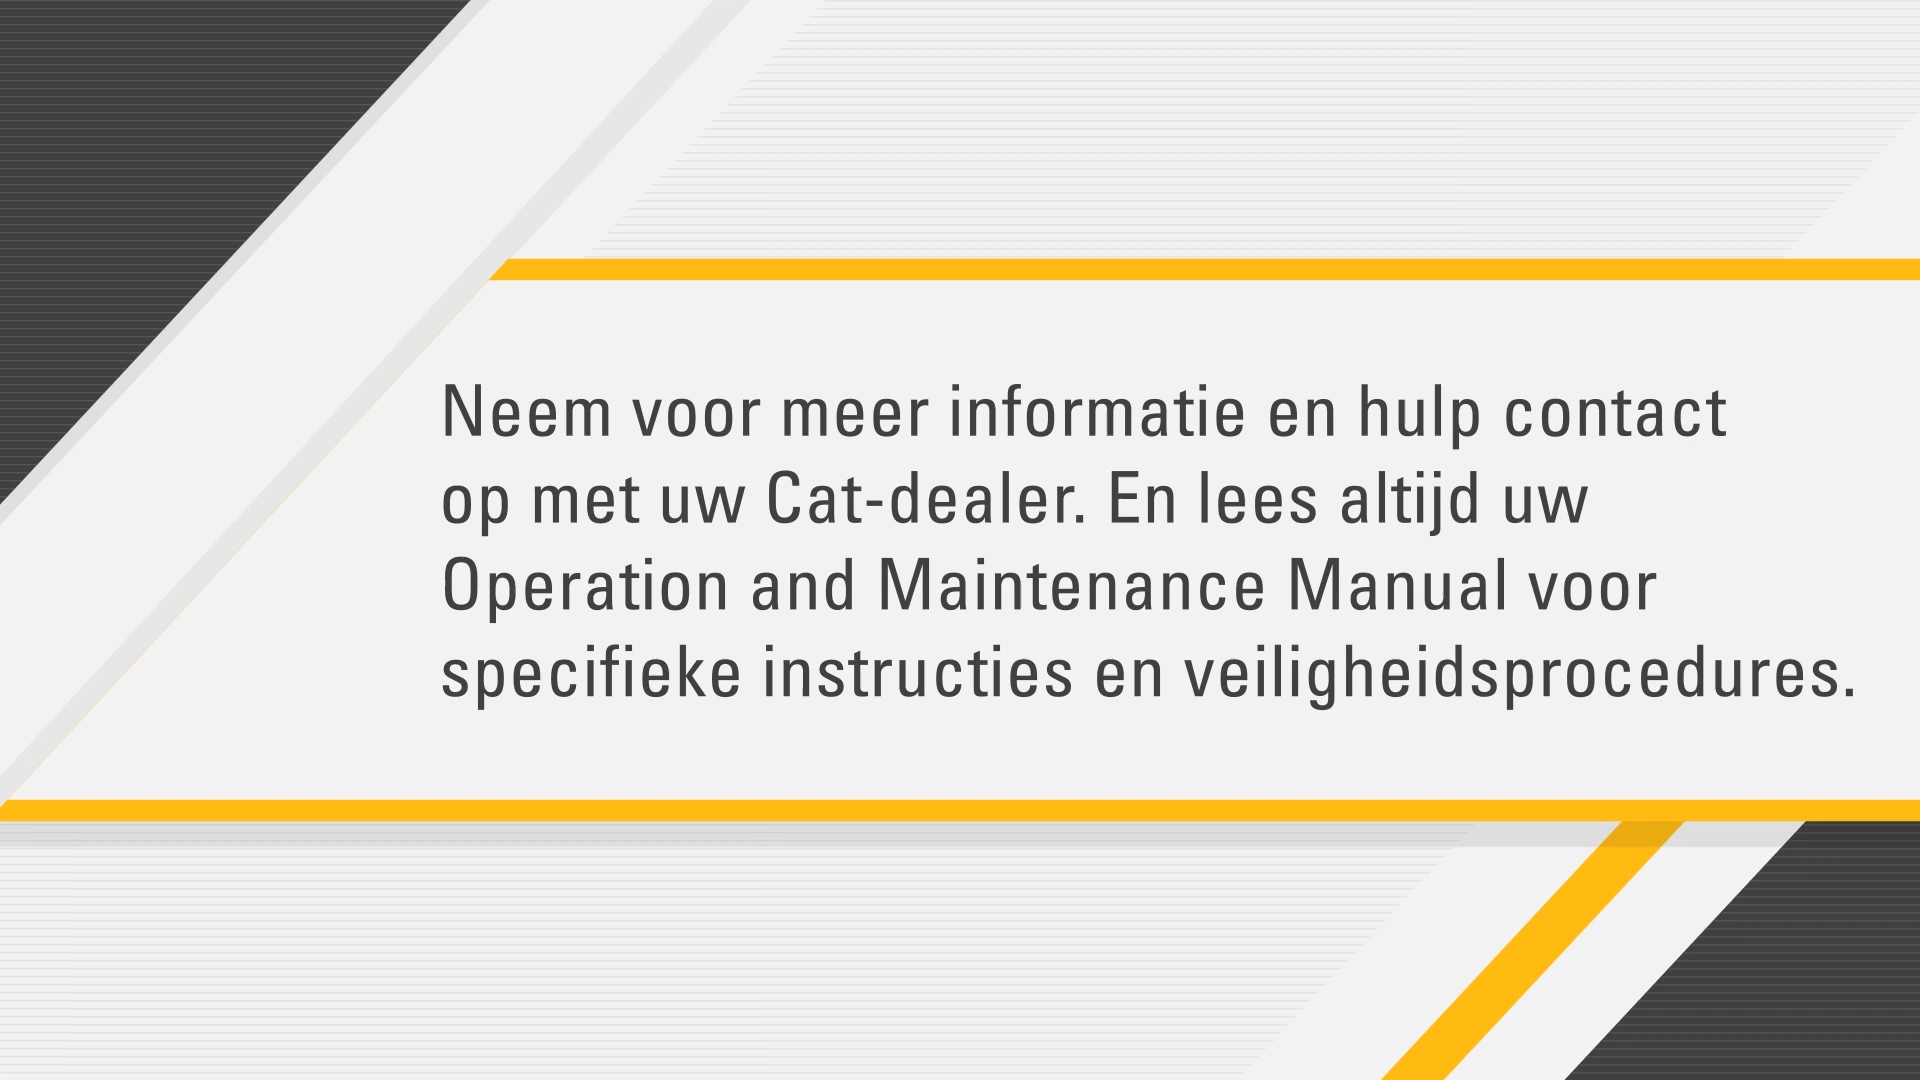 Neem voor meer informatie en hulp contact
op met uw Cat-dealer. En lees altijd uw
Operation and Maintenance Manual voor
specifieke instructies en veiligheidsprocedures.